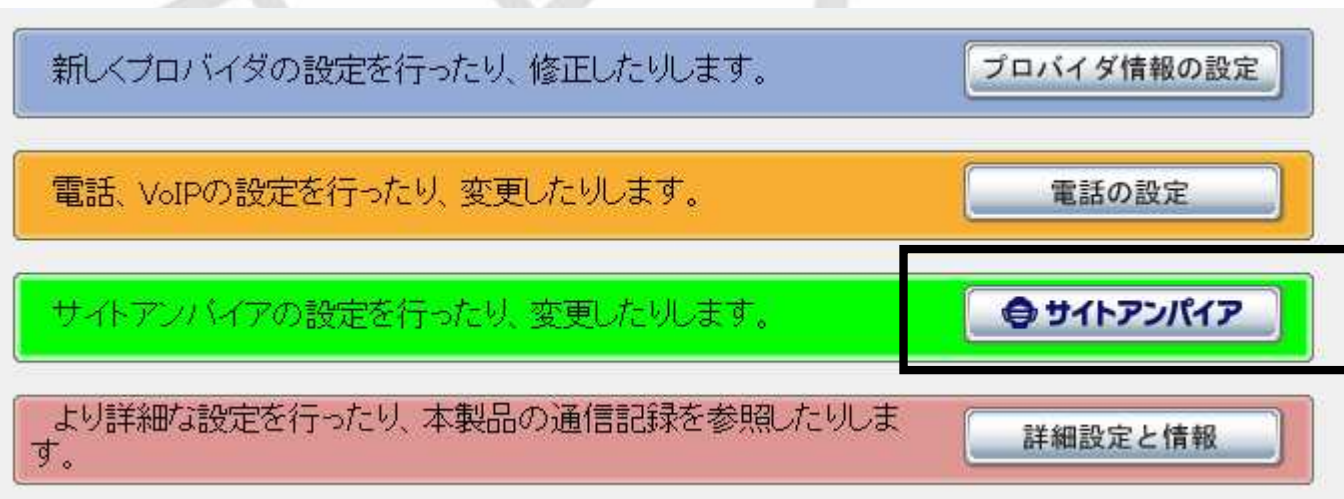 新しくプロバイダの設定を行ったり、修正したりします。 プロバイダ情報の設定
電話、VoIPの設定を行ったり、変更したりします。 電話の設定
サイトアンパイアの設定を行ったり、変更したりします。 サイトアンパイア
より詳細な設定を行ったり、本製品の通信記録を参照したりしま
す。 詳細設定と情報